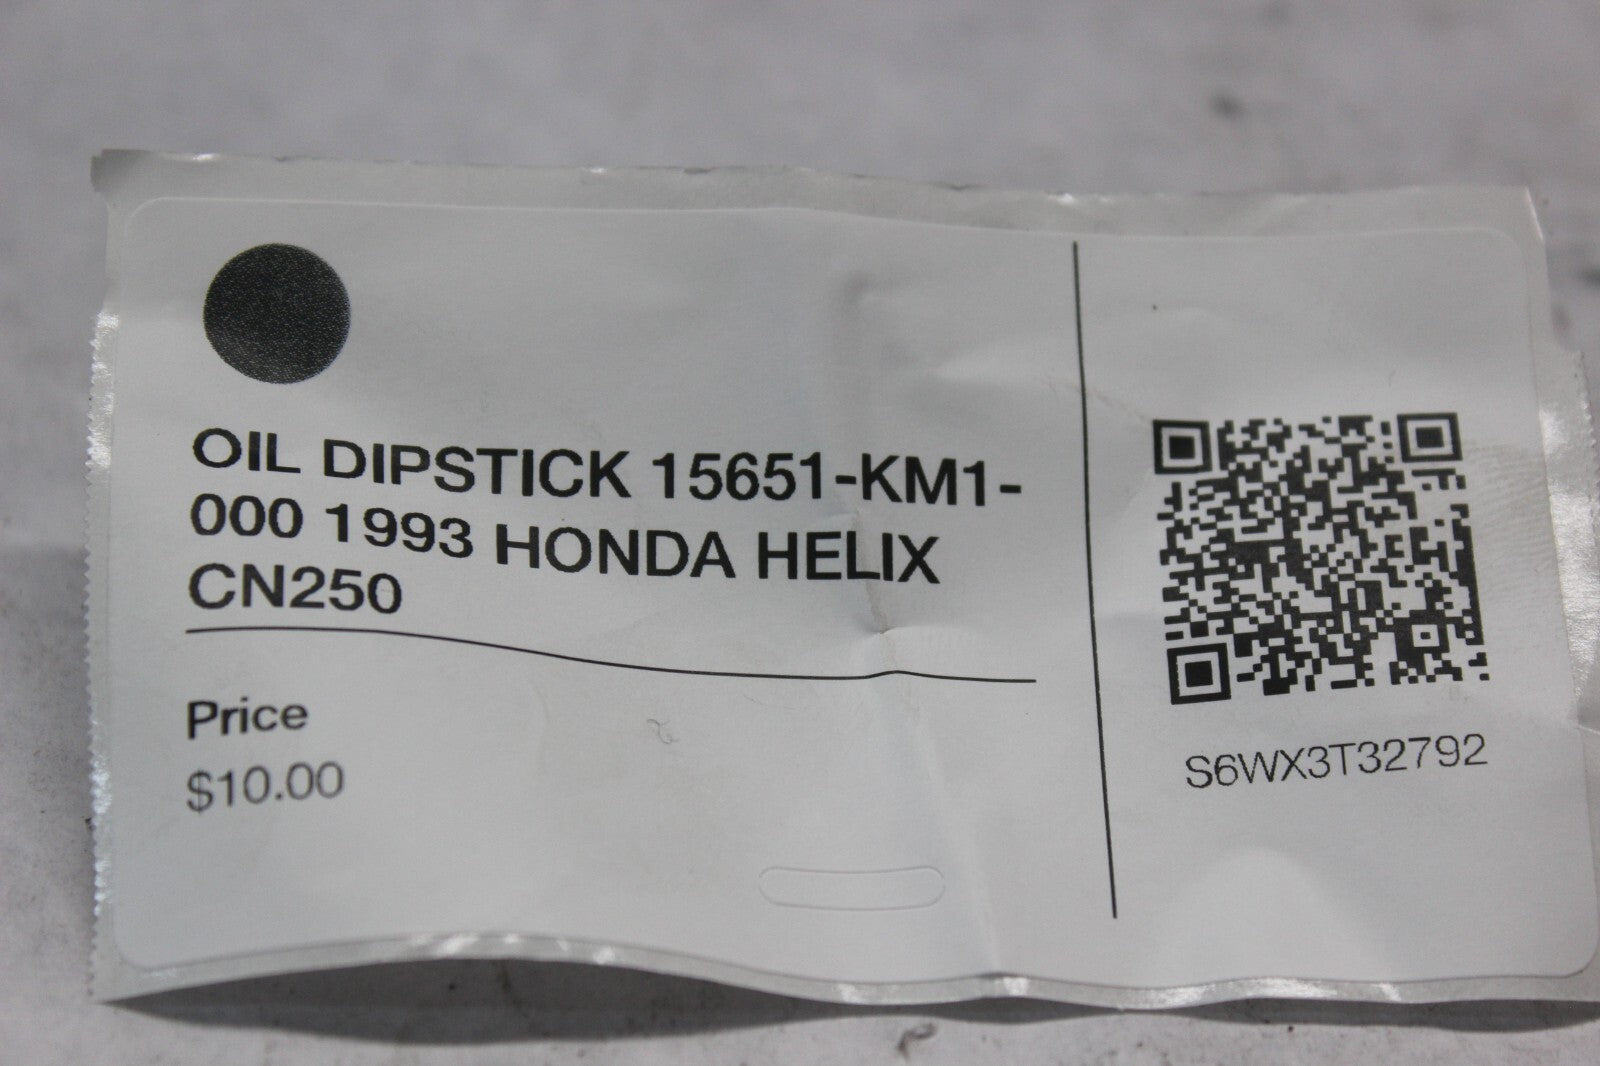 OIL DIPSTICK 15651-KM1-
000 1993 HONDA HELIX
CN250
Price
$10.00
S6WX3T32792